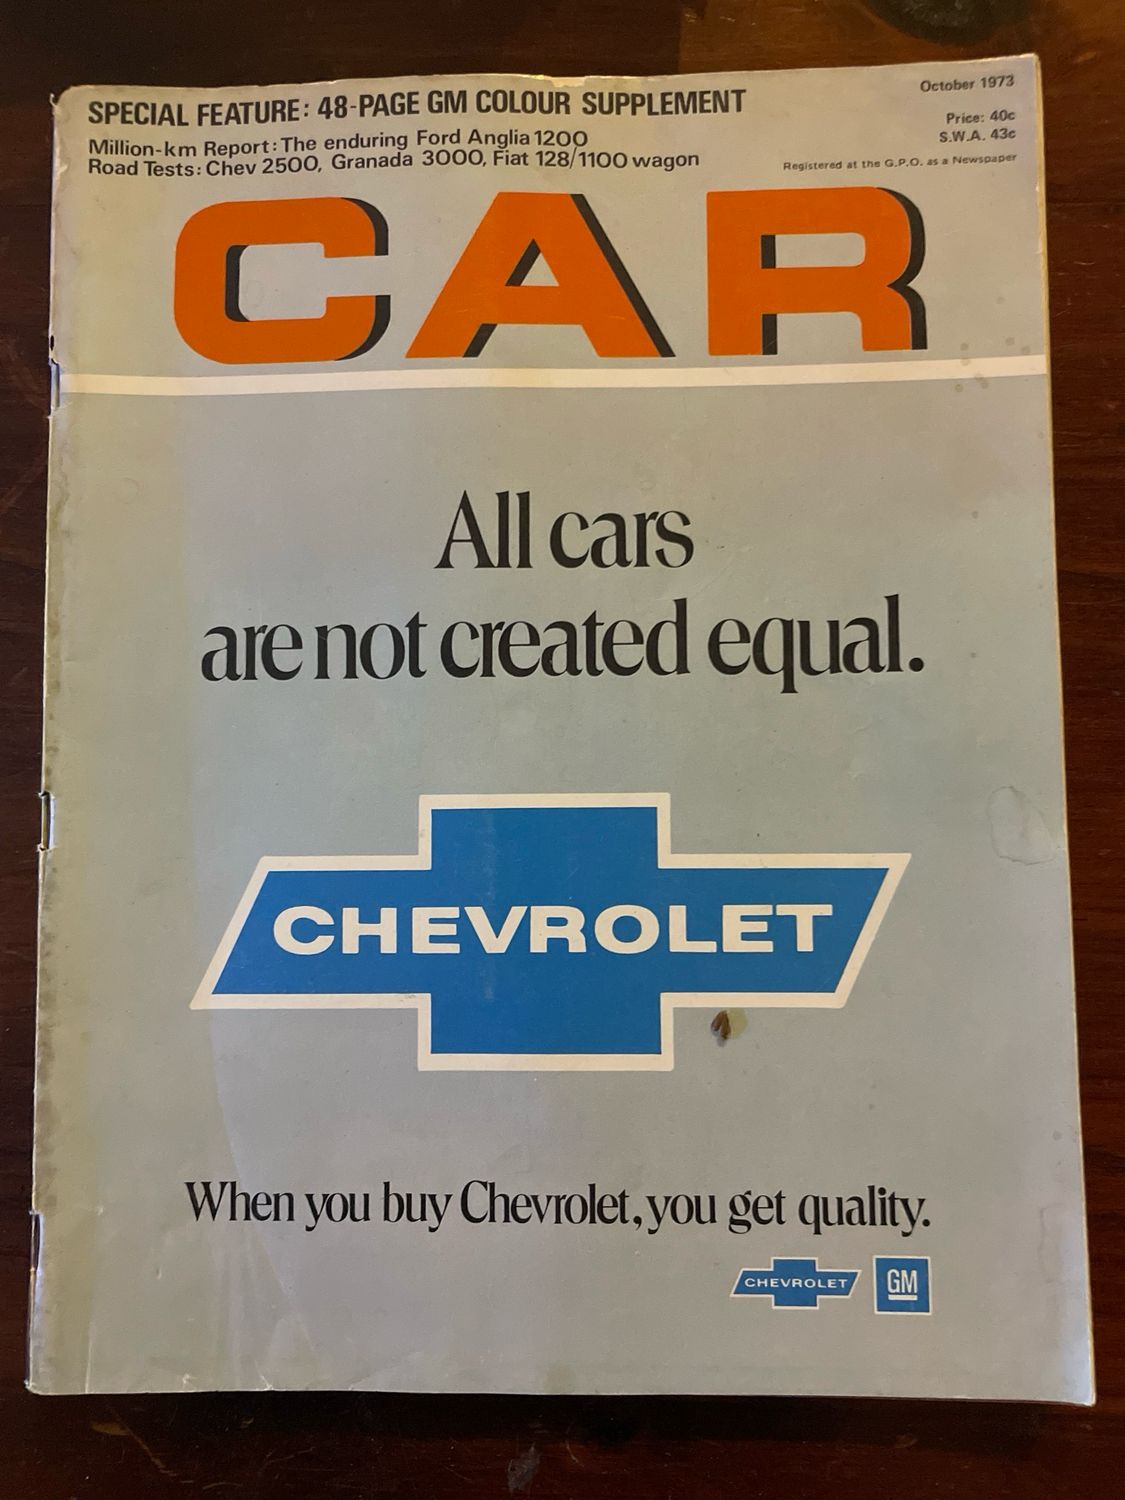 SPECIAL FEATURE: 48-PAGE GM COLOUR SUPPLEMENT
October 1973
Million-km Report: The enduring Ford Anglia 1200
Price: 40c
Road Tests: Chev 2500, Granada 3000, Fiat 128/1100 wagon
S.W.A. 43c
Registered at the G.P.O. as a Newspaper
CAR
All cars
are not created equal.
CHEVROLET
When you buy Chevrolet, you get quality.
CHEVROLET GM